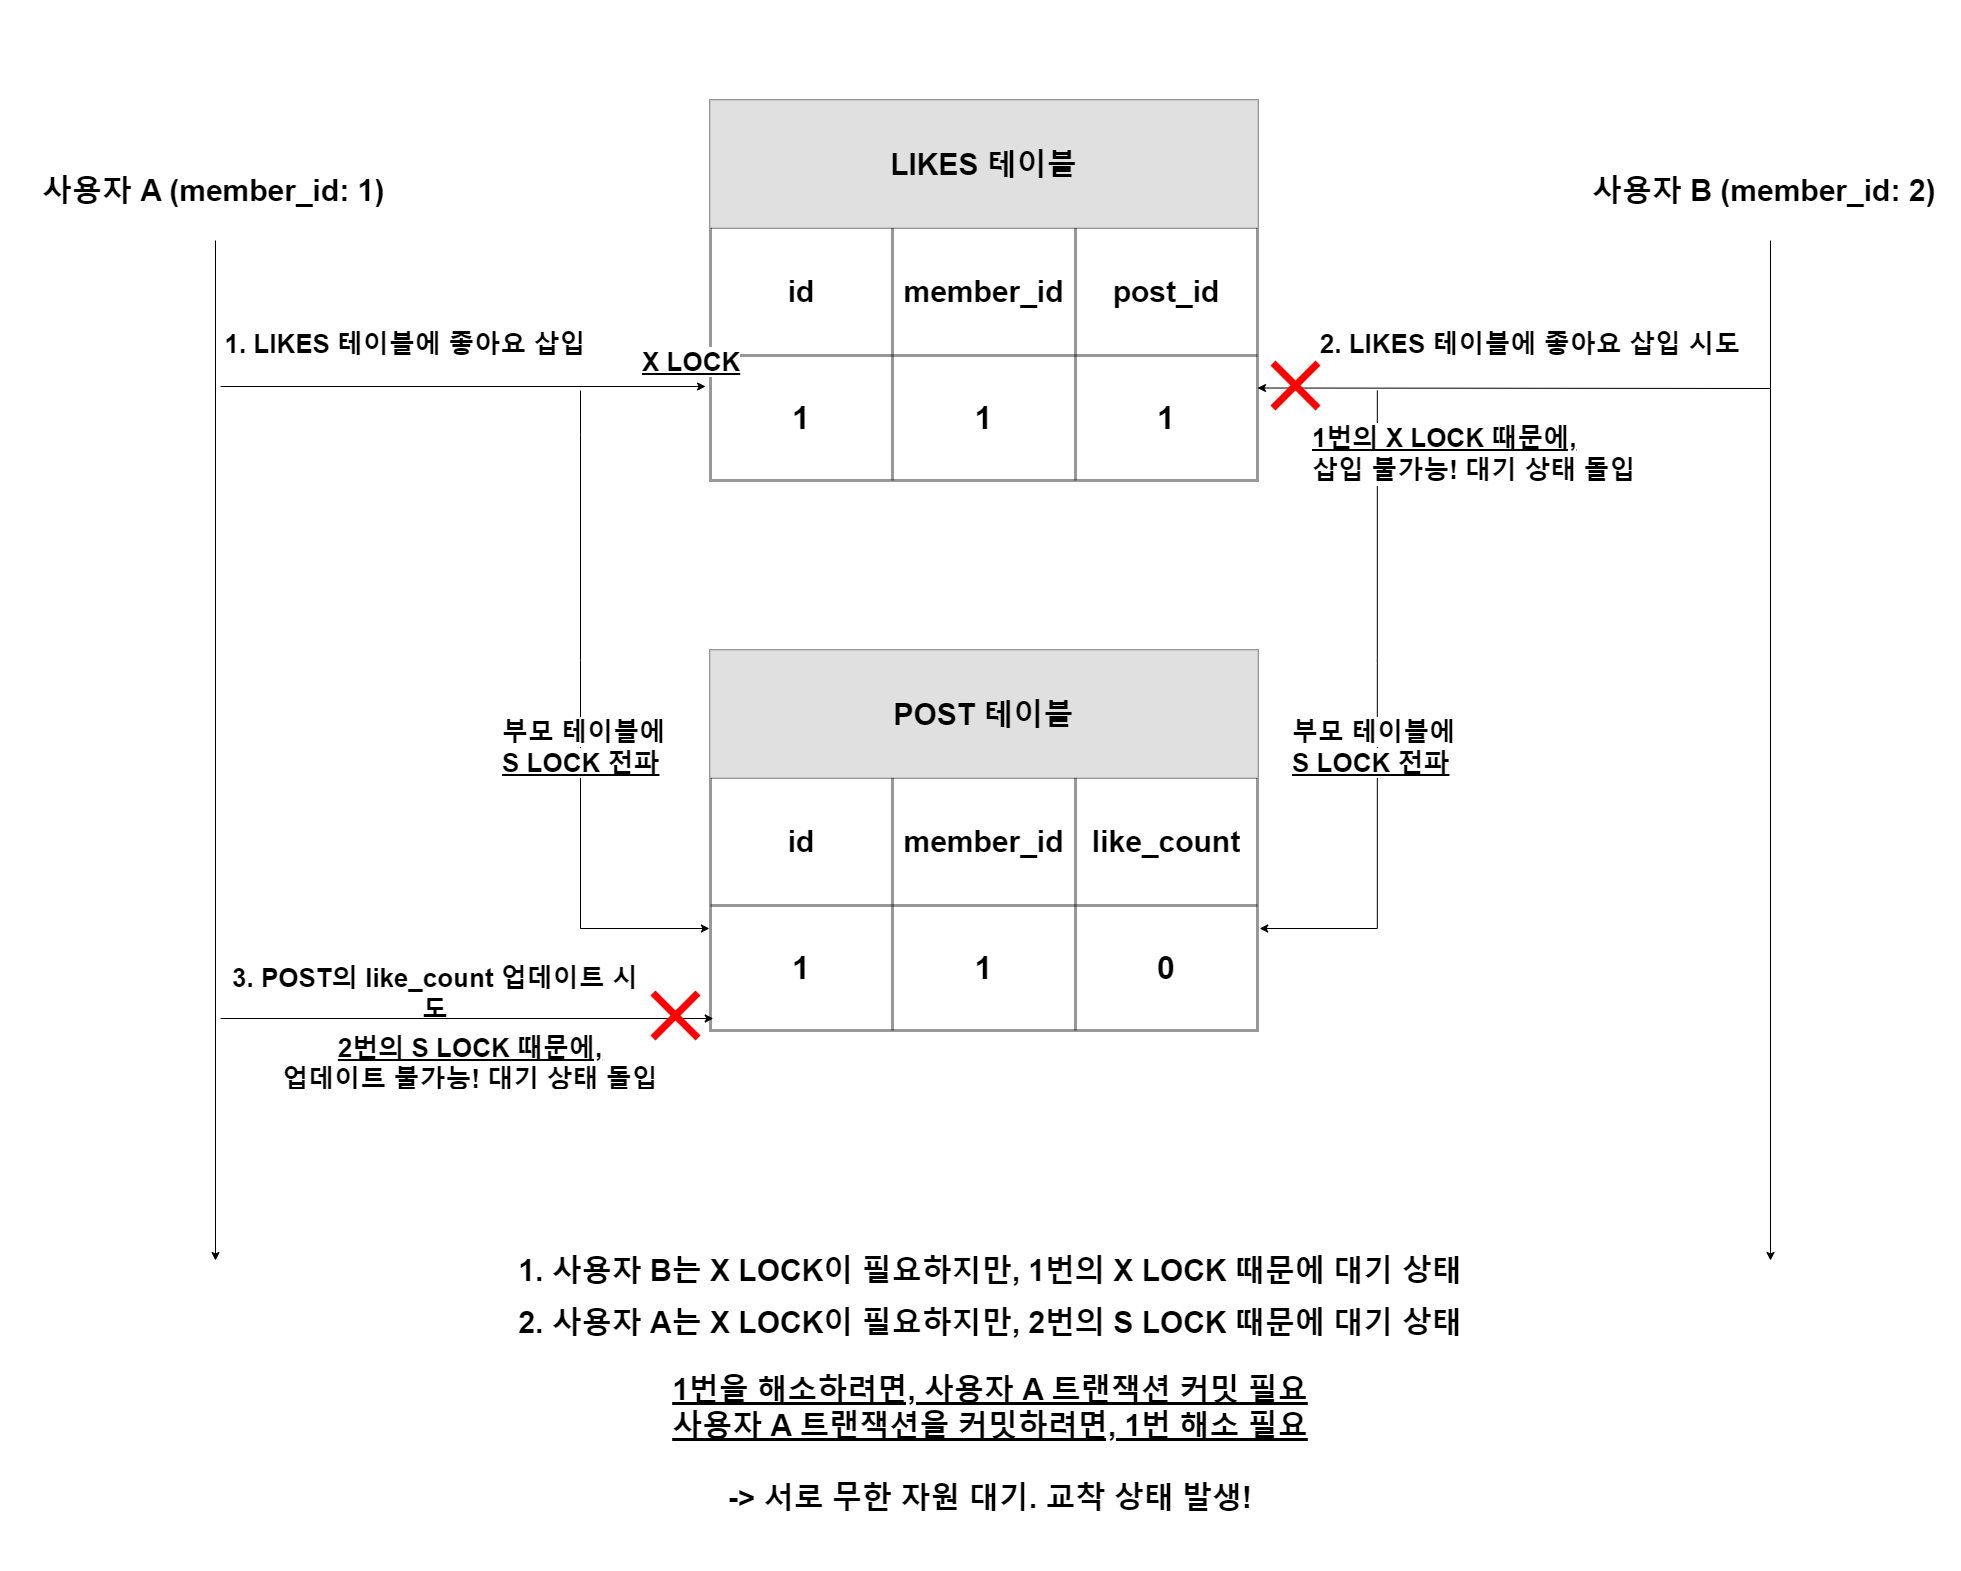 LIKES 테이블
사용자 A (member_id: 1)
사용자 B (member_id: 2)
id
member_id
post_id
1. LIKES 테이블에 좋아요 삽입
X LOCK
2. LIKES 테이블에 좋아요 삽입 시도
1
1
1
1번의 X LOCK 때문에,
삽입 불가능! 대기 상태 돌입
POST 테이블
부모 테이블에
S LOCK 전파
부모 테이블에
S LOCK 전파
id
member_id
like_count
1
1
0
3. POST의 like_count 업데이트 시
도
2번의 S LOCK 때문에,
업데이트 불가능! 대기 상태 돌입
1. 사용자 B는 X LOCK이 필요하지만, 1번의 X LOCK 때문에 대기 상태
2. 사용자 A는 X LOCK이 필요하지만, 2번의 S LOCK 때문에 대기 상태
1번을 해소하려면, 사용자 A 트랜잭션 커밋 필요
사용자 A 트랜잭션을 커밋하려면, 1번 해소 필요
-> 서로 무한 자원 대기. 교착 상태 발생!